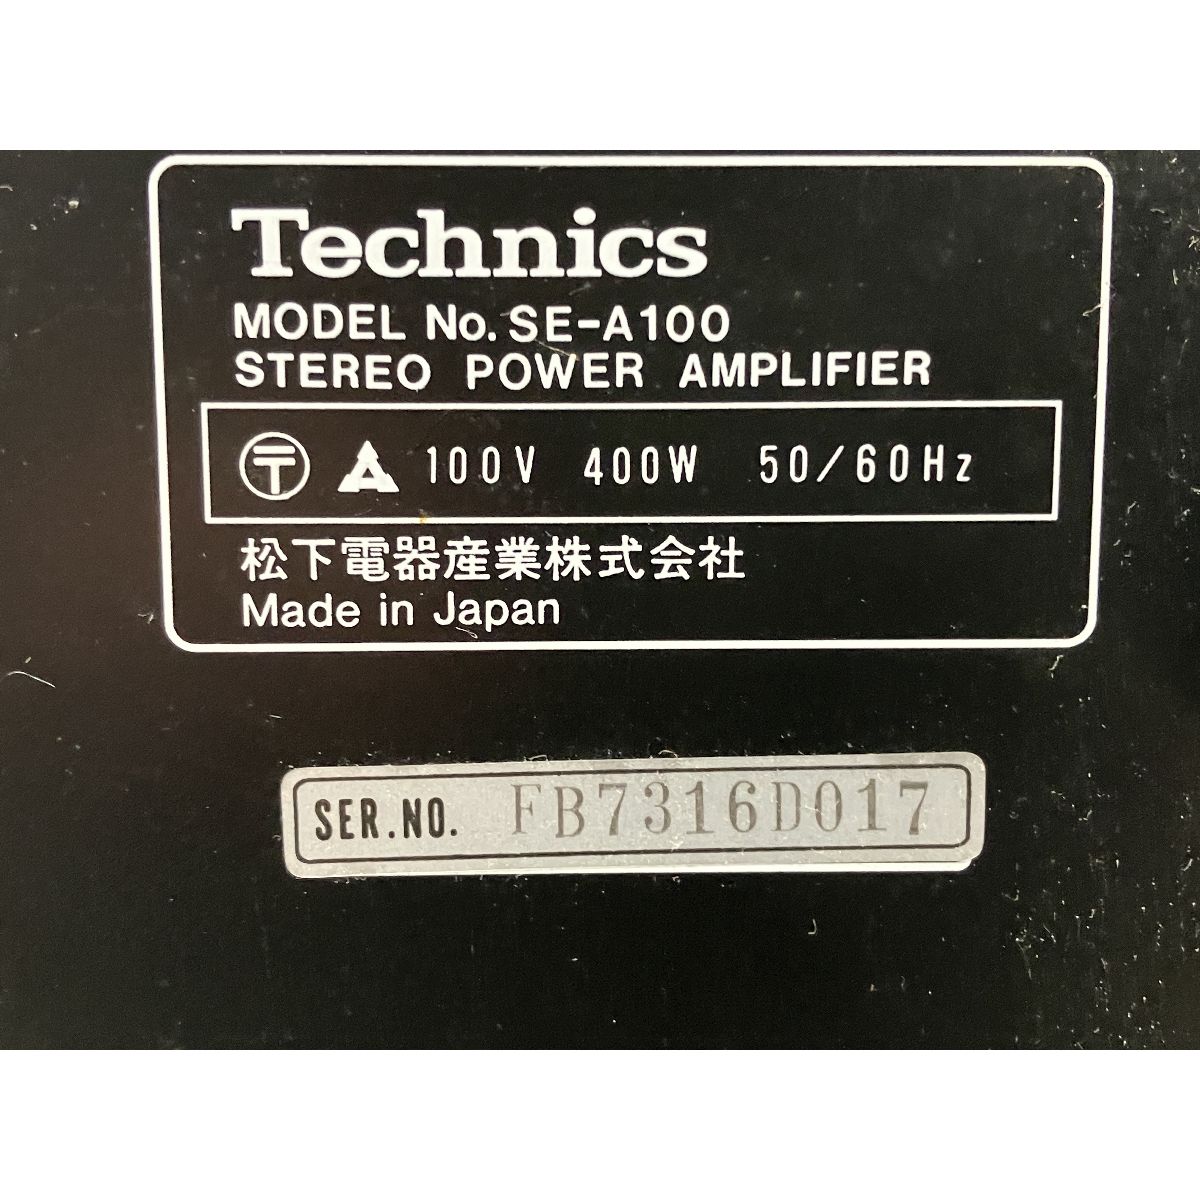 Technics
MODEL No. SE-A100
STEREO POWER AMPLIFIER
〒 100V 400W 50/60Hz
松下電器産業株式会社
Made in Japan
SER.NO. FB7316D017